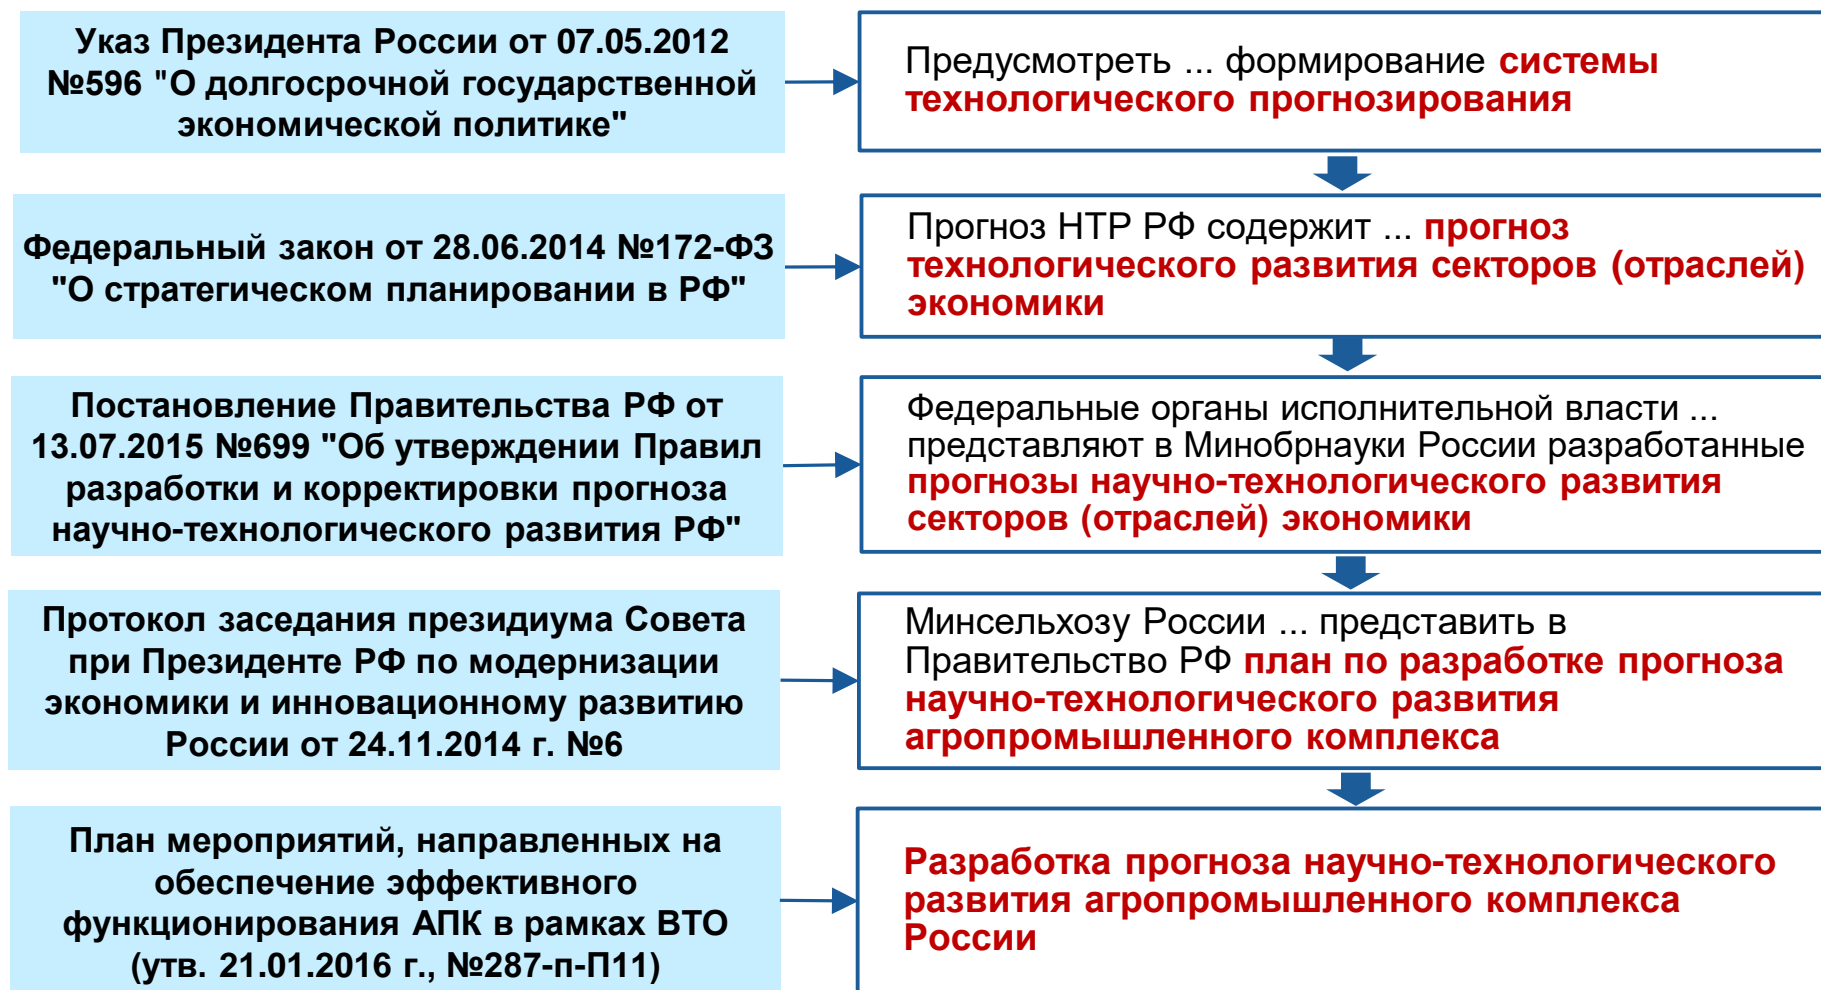 Указ Президента России от 07.05.2012
№596 "О долгосрочной государственной
экономической политике"
Предусмотреть ... формирование системы
технологического прогнозирования
Федеральный закон от 28.06.2014 №172-ФЗ
"О стратегическом планировании в РФ"
Прогноз НТР РФ содержит ... прогноз
технологического развития секторов (отраслей)
экономики
Постановление Правительства РФ от
13.07.2015 №699 "Об утверждении Правил
разработки и корректировки прогноза
научно-технологического развития РФ"
Федеральные органы исполнительной власти ...
представляют в Минобрнауки России разработанные
прогнозы научно-технологического развития
секторов (отраслей) экономики
Протокол заседания президиума Совета
при Президенте РФ по модернизации
экономики и инновационному развитию
России от 24.11.2014 г. №6
Минсельхозу России ... представить в
Правительство РФ план по разработке прогноза
научно-технологического развития
агропромышленного комплекса
План мероприятий, направленных на
обеспечение эффективного
функционирования АПК в рамках ВТО
(утв. 21.01.2016 г., №287-п-П11)
Разработка прогноза научно-технологического
развития агропромышленного комплекса
России